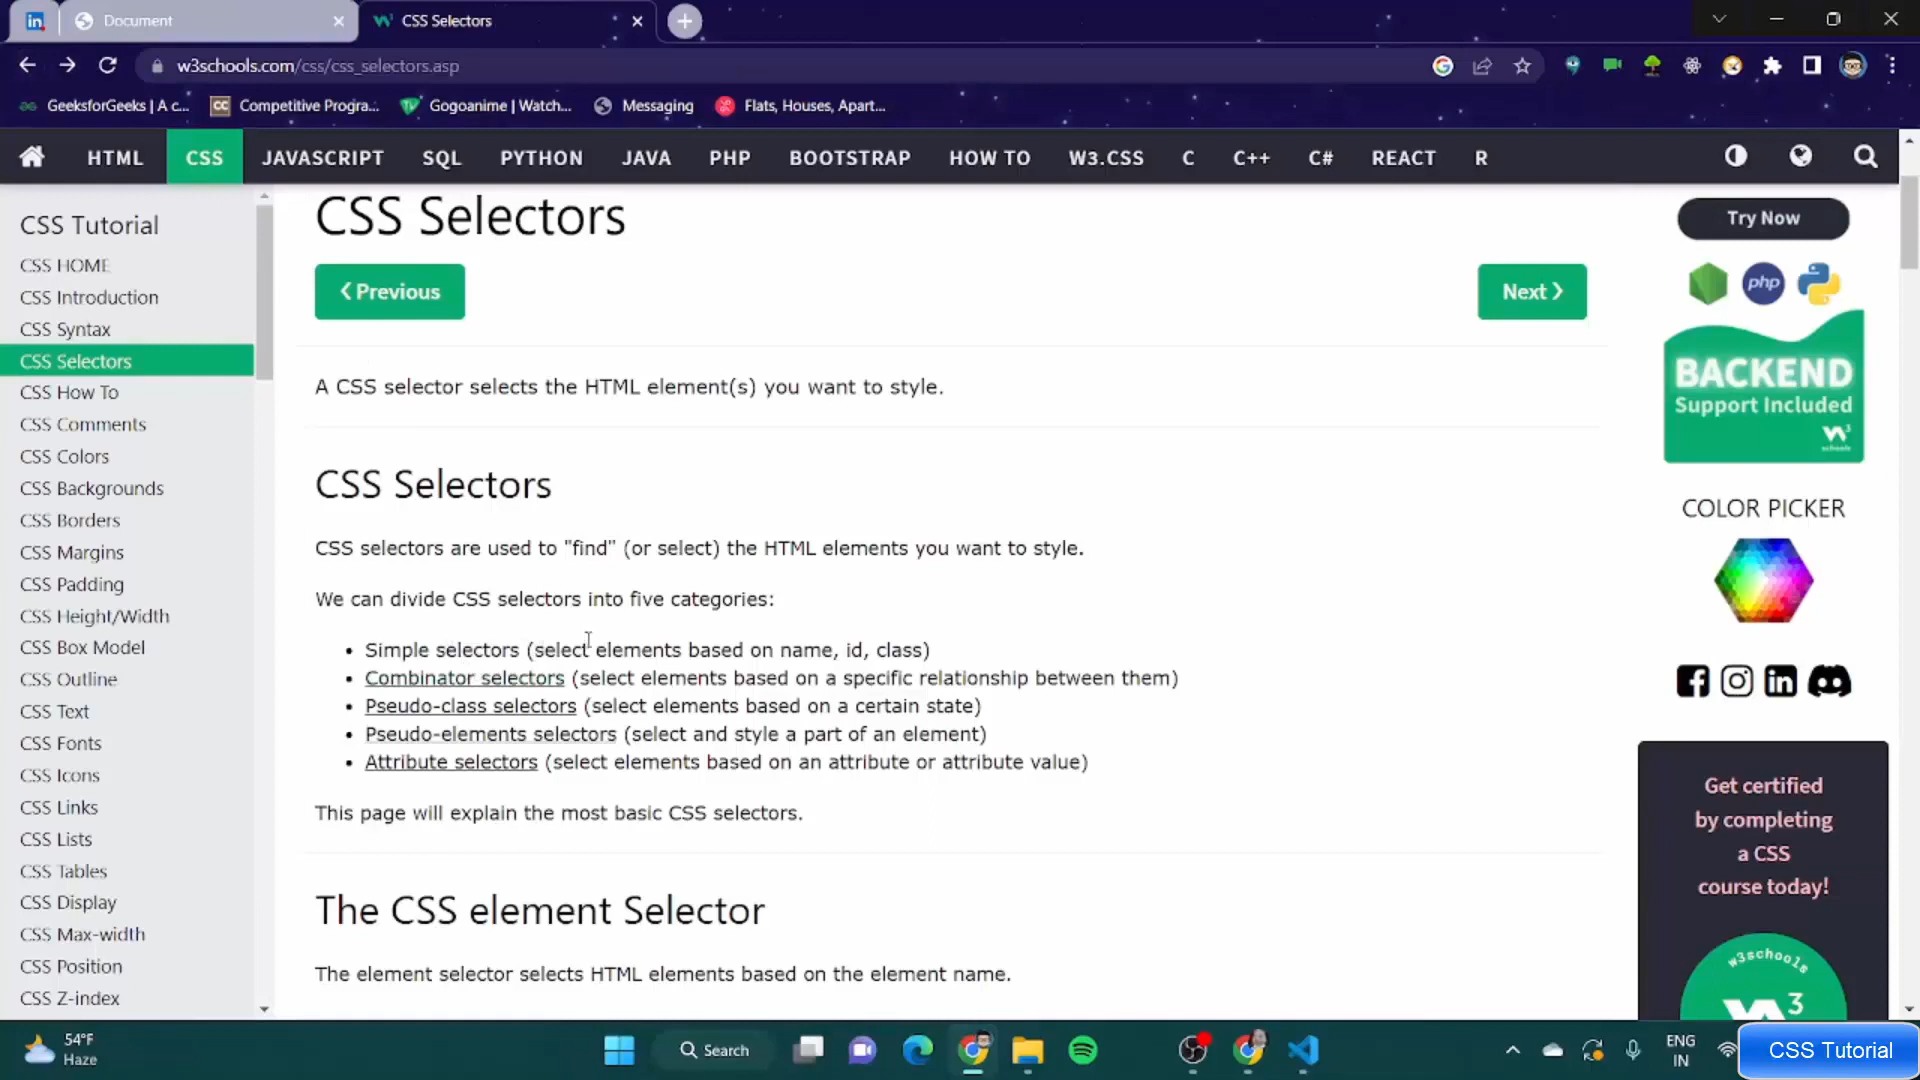 Document
CSS Selectors
w3schools.com/css/css_selectors.asp
GeeksforGeeks | A c...
CC Competitive Progra...
Gogoanime | Watch...
Messaging
Flats, Houses, Apart...
HTML CSS JAVASCRIPT SQL PYTHON JAVA PHP BOOTSTRAP HOW TO W3.CSS C C++ C# REACT R
CSS Tutorial
CSS HOME
CSS Introduction
CSS Syntax
CSS Selectors
CSS How To
CSS Comments
CSS Colors
CSS Backgrounds
CSS Borders
CSS Margins
CSS Padding
CSS Height/Width
CSS Box Model
CSS Outline
CSS Text
CSS Fonts
CSS Icons
CSS Links
CSS Lists
CSS Tables
CSS Display
CSS Max-width
CSS Position
CSS Z-index
CSS Selectors
❮ Previous
Next ❯
A CSS selector selects the HTML element(s) you want to style.
CSS Selectors
CSS selectors are used to "find" (or select) the HTML elements you want to style.
We can divide CSS selectors into five categories:
• Simple selectors (select elements based on name, id, class)
• Combinator selectors (select elements based on a specific relationship between them)
• Pseudo-class selectors (select elements based on a certain state)
• Pseudo-elements selectors (select and style a part of an element)
• Attribute selectors (select elements based on an attribute or attribute value)
This page will explain the most basic CSS selectors.
The CSS element Selector
The element selector selects HTML elements based on the element name.
Try Now
php
BACKEND
Support Included
W3
schools
COLOR PICKER
Get certified
by completing
a CSS
course today!
w3schools
3
54°F
Haze
Search
ENG
IN
CSS Tutorial